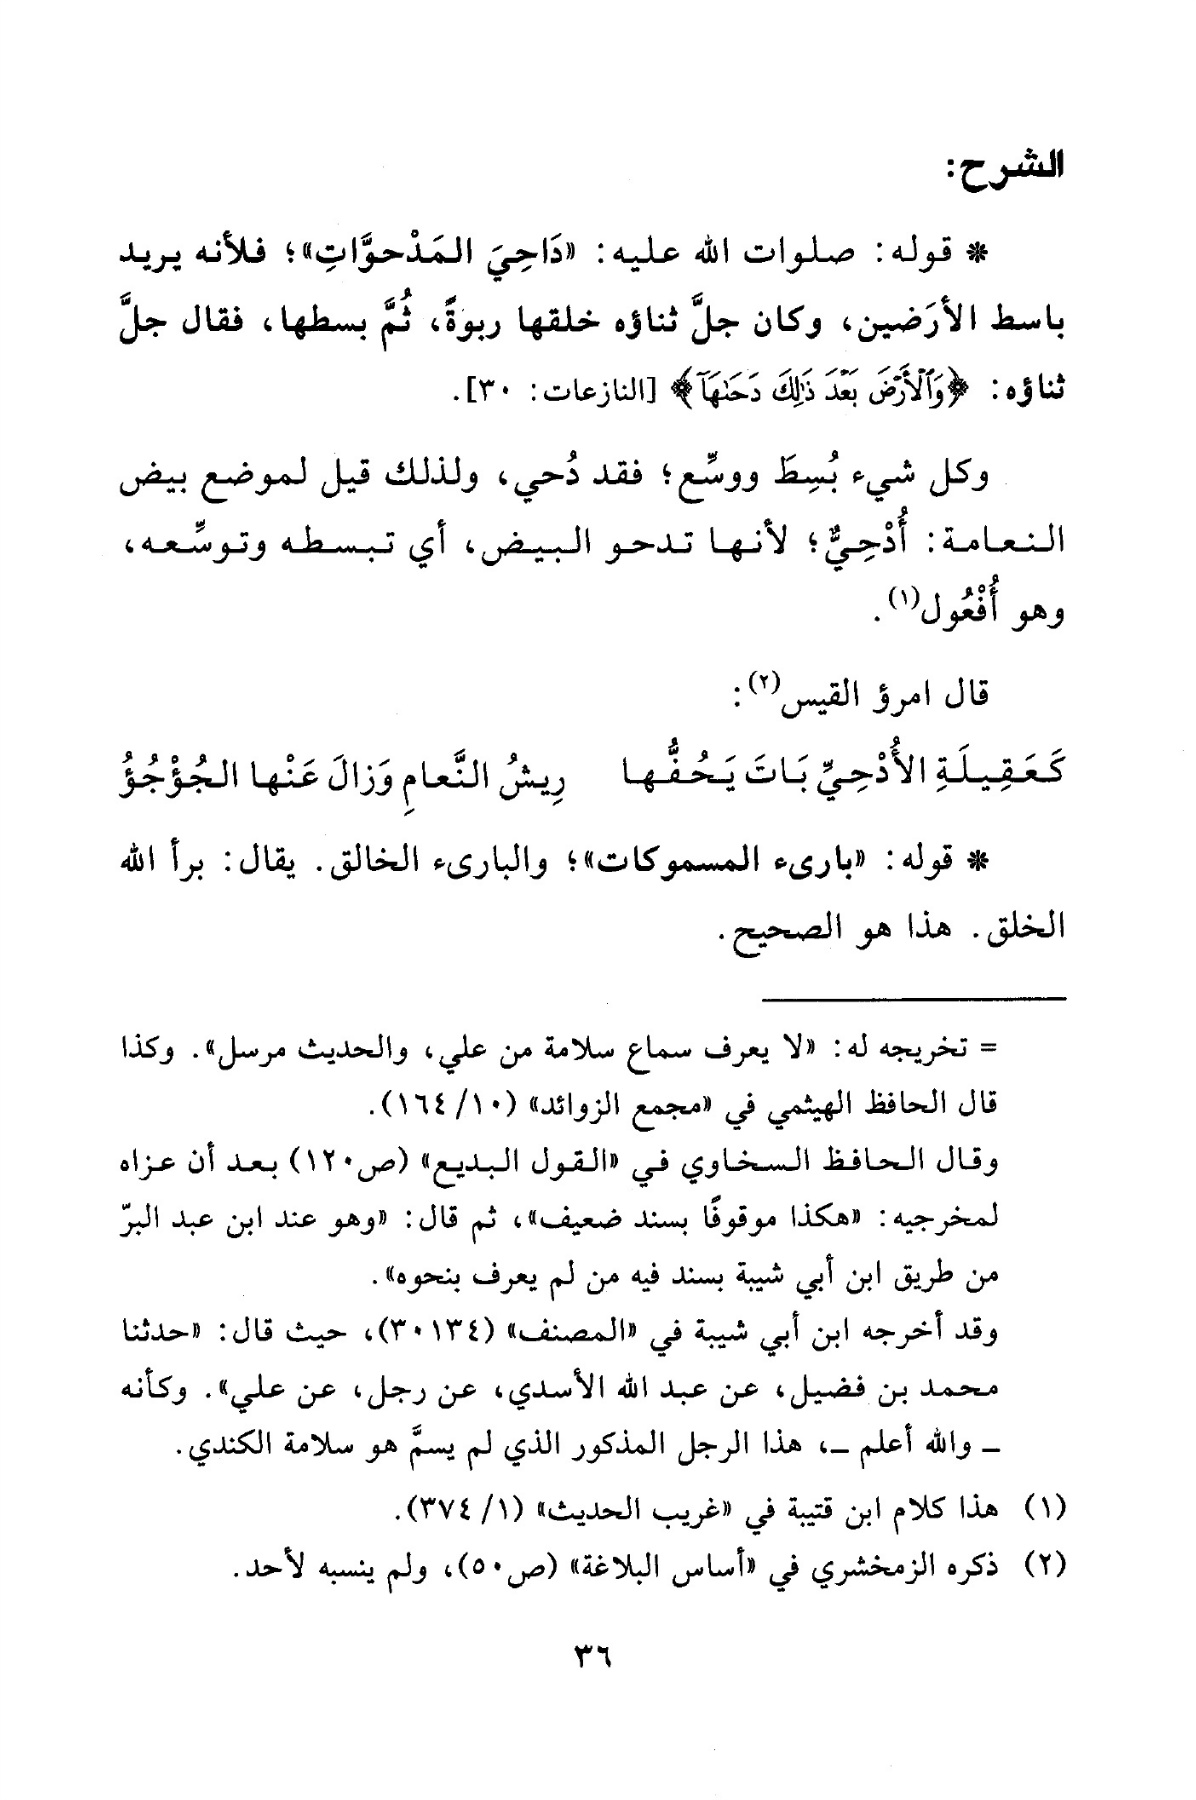 الشرح:
* قوله: صلوات الله عليه: «دَاحِيَ المَدْحوَّاتِ»؛ فلأنه يريد
باسط الأرَضين، وكان جلَّ ثناؤه خلقها ربوةً، ثُمَّ بسطها، فقال جلَّ
ثناؤه: ﴿وَٱلْأَرْضَ بَعْدَ ذَٰلِكَ دَحَىٰهَآ﴾ [النازعات: ٣٠].
وكل شيء بُسِطَ ووسِّع؛ فقد دُحي، ولذلك قيل لموضع بيض
النعامة: أُدْحِيٌّ؛ لأنها تدحو البيض، أي تبسطه وتوسِّعه،
وهو أُفْعُول(١).
قال امرؤ القيس(٢):
كَعَقِيلَةِ الأُدْحِيِّ بَاتَ يَحُفُّها رِيشُ النَّعامِ وَزالَ عَنْها الجُؤْجُؤُ
* قوله: «بارىء المسموكات»؛ والبارىء الخالق. يقال: برأ الله
الخلق. هذا هو الصحيح.
= تخريجه له: «لا يعرف سماع سلامة من علي، والحديث مرسل». وكذا
قال الحافظ الهيثمي في «مجمع الزوائد» (١٠/ ١٦٤).
وقال الحافظ السخاوي في «القول البديع» (ص١٢٠) بعد أن عزاه
لمخرجيه: «هكذا موقوفًا بسند ضعيف»، ثم قال: «وهو عند ابن عبد البرّ
من طريق ابن أبي شيبة بسند فيه من لم يعرف بنحوه».
وقد أخرجه ابن أبي شيبة في «المصنف» (٣٠١٣٤)، حيث قال: «حدثنا
محمد بن فضيل، عن عبد الله الأسدي، عن رجل، عن علي». وكأنه
ـ والله أعلم ـ، هذا الرجل المذكور الذي لم يسمَّ هو سلامة الكندي.
(١) هذا كلام ابن قتيبة في «غريب الحديث» (١/ ٣٧٤).
(٢) ذكره الزمخشري في «أساس البلاغة» (ص٥٠)، ولم ينسبه لأحد.
٣٦